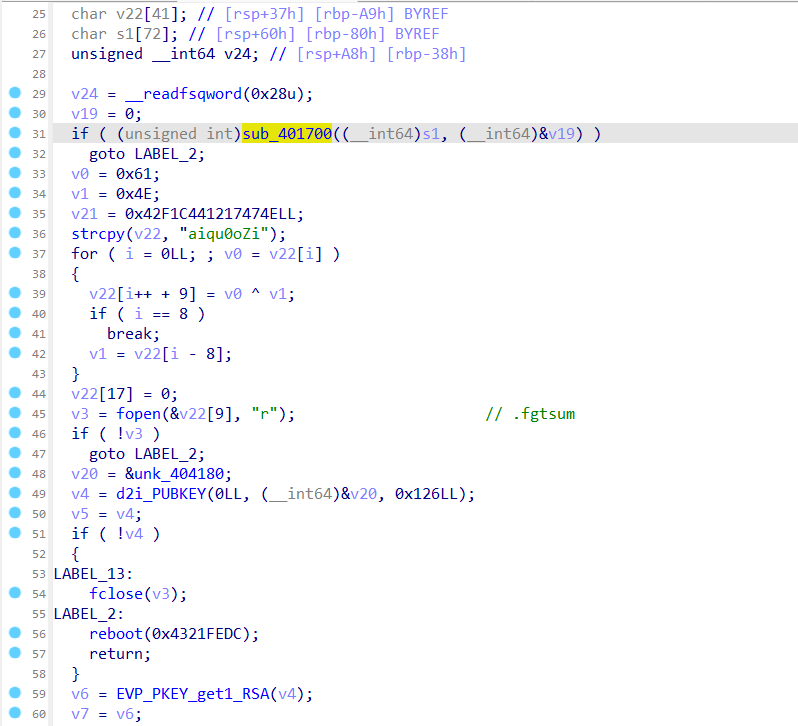 25 char v22[41]; // [rsp+37h] [rbp-A9h] BYREF
26 char s1[72]; // [rsp+60h] [rbp-80h] BYREF
27 unsigned __int64 v24; // [rsp+A8h] [rbp-38h]
28
29 v24 = __readfsqword(0x28u);
30 v19 = 0;
31 if ( (unsigned int)sub_401700((__int64)s1, (__int64)&v19) )
32 goto LABEL_2;
33 v0 = 0x61;
34 v1 = 0x4E;
35 v21 = 0x42F1C441217474ELL;
36 strcpy(v22, "aiqu0oZi");
37 for ( i = 0LL; ; v0 = v22[i] )
38 {
39 v22[i++ + 9] = v0 ^ v1;
40 if ( i == 8 )
41 break;
42 v1 = v22[i - 8];
43 }
44 v22[17] = 0;
45 v3 = fopen(&v22[9], "r"); // .fgtsum
46 if ( !v3 )
47 goto LABEL_2;
48 v20 = &unk_404180;
49 v4 = d2i_PUBKEY(0LL, (__int64)&v20, 0x126LL);
50 v5 = v4;
51 if ( !v4 )
52 {
53 LABEL_13:
54 fclose(v3);
55 LABEL_2:
56 reboot(0x4321FEDC);
57 return;
58 }
59 v6 = EVP_PKEY_get1_RSA(v4);
60 v7 = v6;